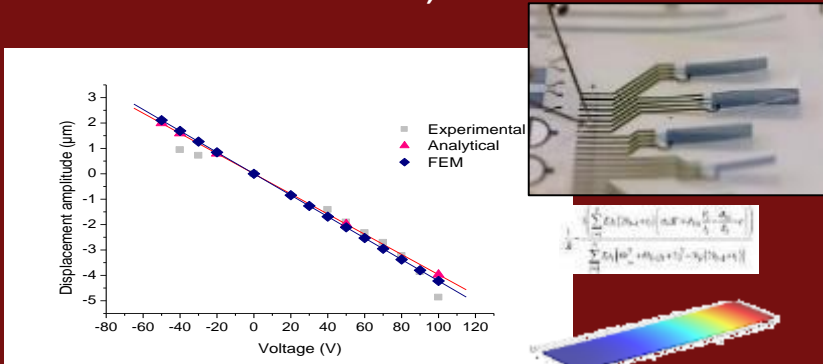 3
2
1
0
-1
-2
-3
-4
-5
Displacement amplitude (µm)
Experimental
Analytical
FEM
-80 -60 -40 -20 0 20 40 60 80 100 120
Voltage (V)